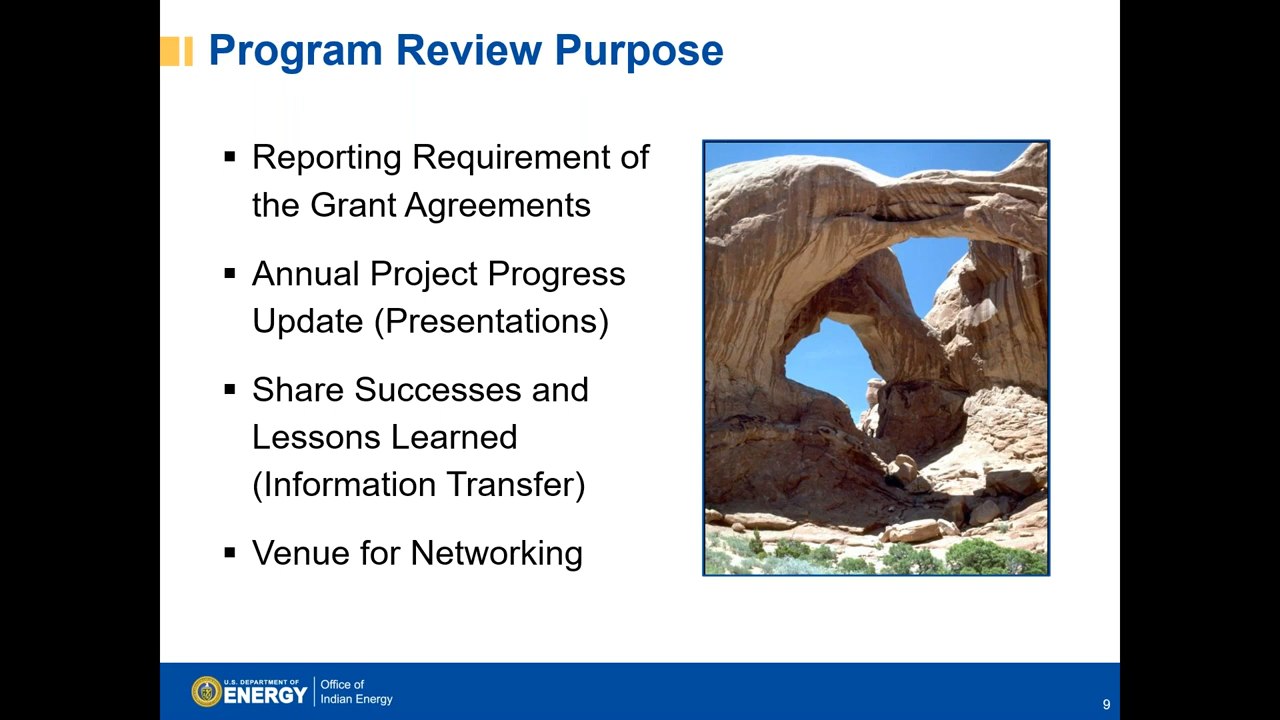 Program Review Purpose
▪ Reporting Requirement of
the Grant Agreements
▪ Annual Project Progress
Update (Presentations)
▪ Share Successes and
Lessons Learned
(Information Transfer)
▪ Venue for Networking
U.S. DEPARTMENT OF
ENERGY
Office of
Indian Energy
9